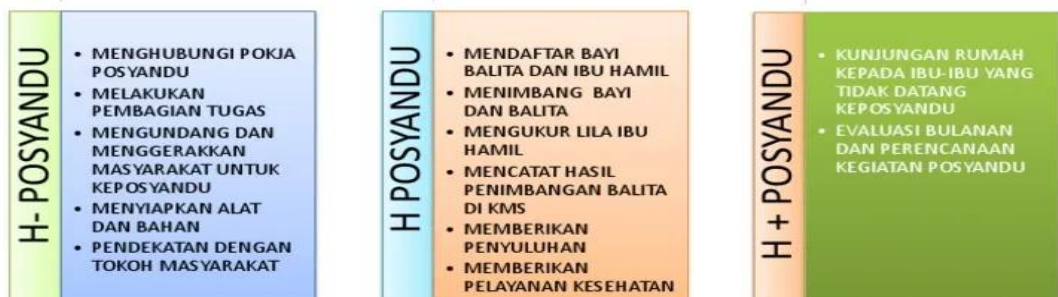 H- POSYANDU
• MENGHUBUNGI POKJA
POSYANDU
• MELAKUKAN
PEMBAGIAN TUGAS
• MENGUNDANG DAN
MENGGERAKKAN
MASYARAKAT UNTUK
KEPOSYANDU
• MENYIAPKAN ALAT
DAN BAHAN
• PENDEKATAN DENGAN
TOKOH MASYARAKAT
H POSYANDU
• MENDAFTAR BAYI
BALITA DAN IBU HAMIL
• MENIMBANG BAYI
DAN BALITA
• MENGUKUR LILA IBU
HAMIL
• MENCATAT HASIL
PENIMBANGAN BALITA
DI KMS
• MEMBERIKAN
PENYULUHAN
• MEMBERIKAN
PELAYANAN KESEHATAN
H + POSYANDU
• KUNJUNGAN RUMAH
KEPADA IBU-IBU YANG
TIDAK DATANG
KEPOSYANDU
• EVALUASI BULANAN
DAN PERENCANAAN
KEGIATAN POSYANDU